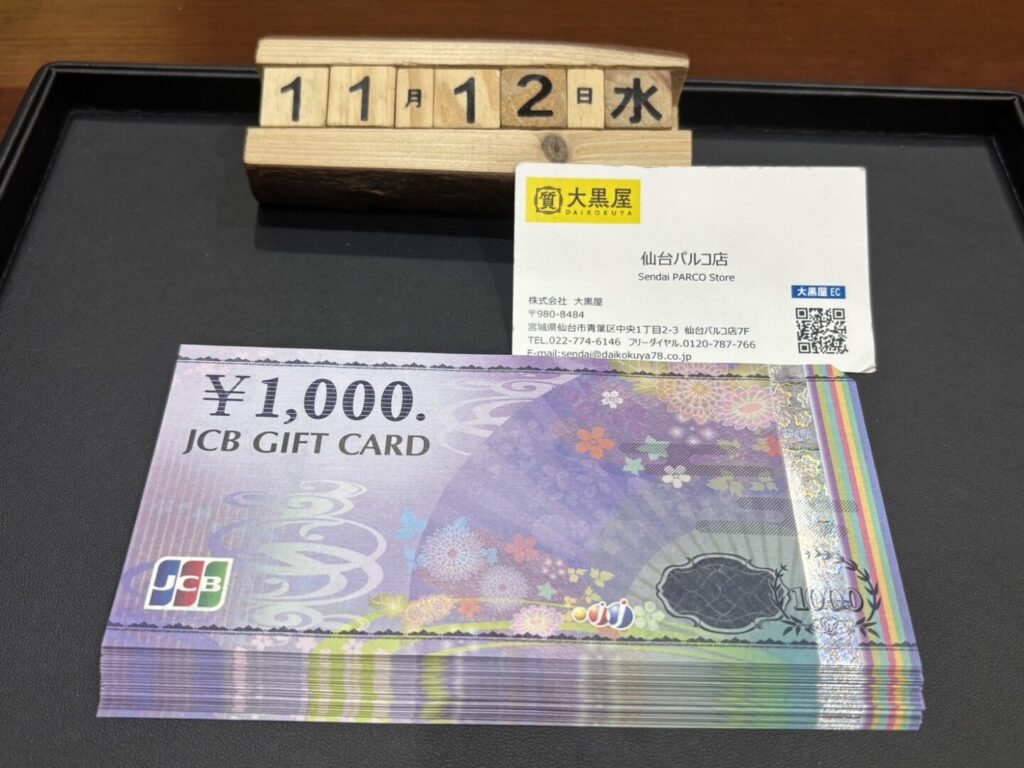 11月12日水
質 大黒屋
DAIKOKUYA
仙台パルコ店
Sendai PARCO Store
大黒屋 EC
株式会社 大黒屋
〒980-8484
宮城県仙台市青葉区中央1丁目2-3 仙台パルコ店7F
TEL.022-774-6146 フリーダイヤル.0120-787-766
E-mail:sendai@daikokuya78.co.jp
¥1,000.
JCB GIFT CARD
JCB
1000